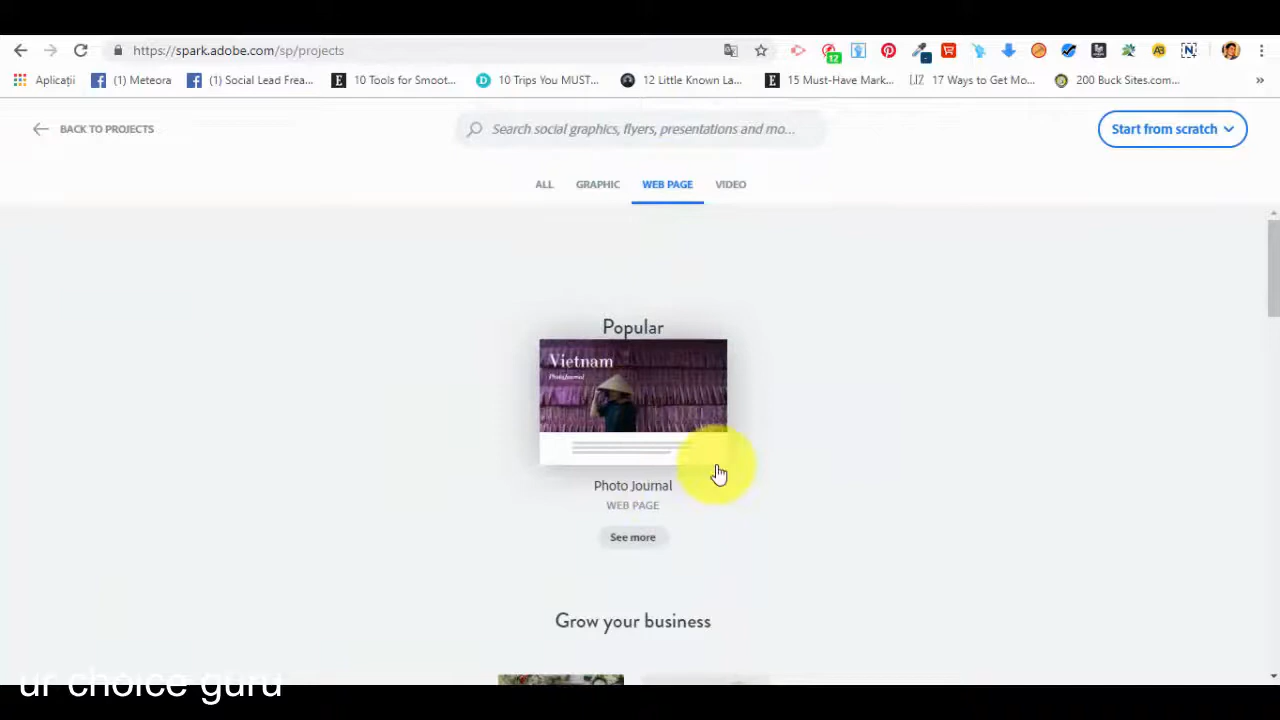 https://spark.adobe.com/sp/projects
12
Aplicații
(1) Meteora
(1) Social Lead Frea...
10 Tools for Smoot...
10 Trips You MUST...
12 Little Known La...
15 Must-Have Mark...
17 Ways to Get Mo...
200 Buck Sites.com...
»
BACK TO PROJECTS
Search social graphics, flyers, presentations and mo...
Start from scratch
ALL
GRAPHIC
WEB PAGE
VIDEO
Popular
Vietnam
PhotoJournal
Photo Journal
WEB PAGE
See more
Grow your business
ur choice guru